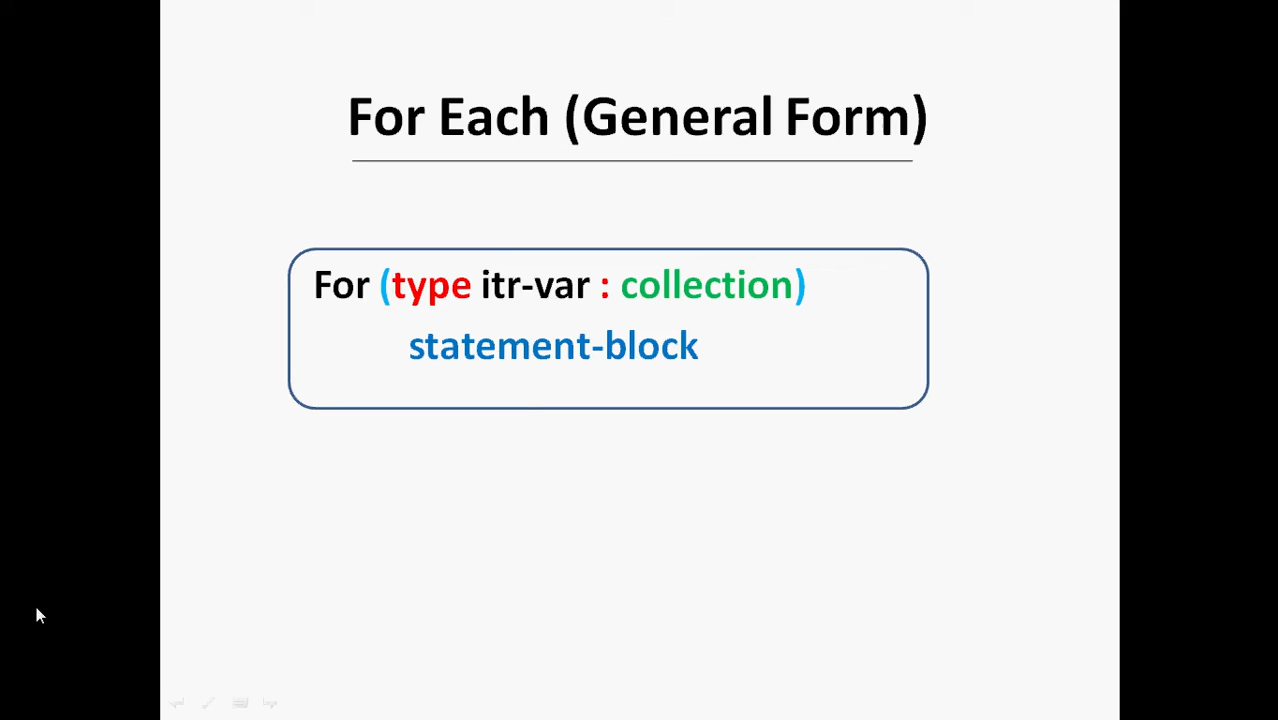 For Each (General Form)
For (type itr-var : collection)
statement-block